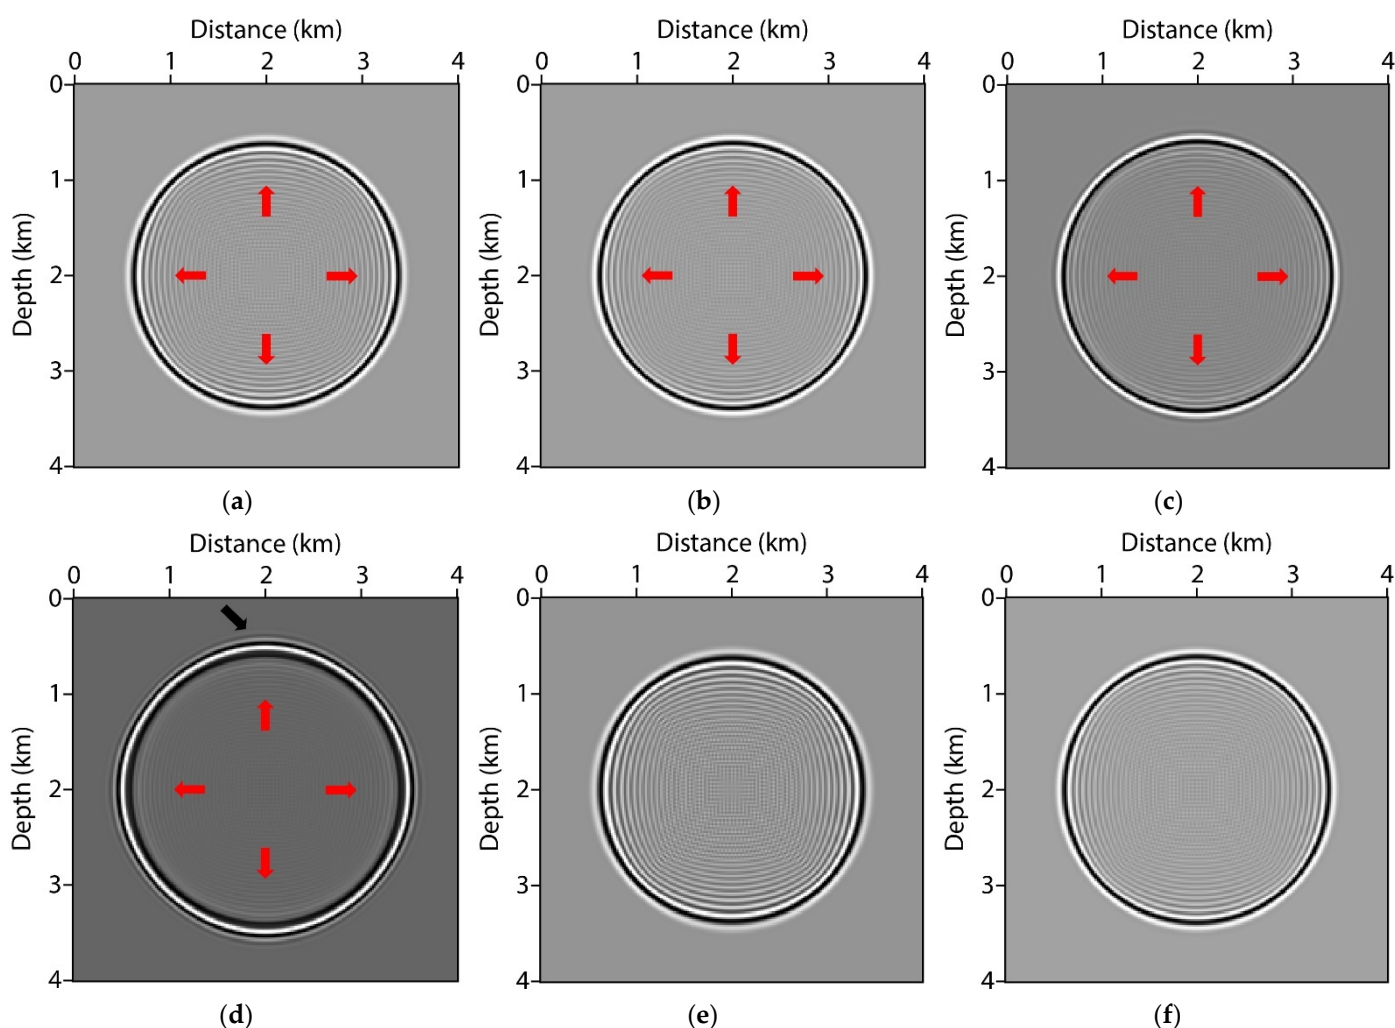 Distance (km) Distance (km) Distance (km)
0 1 2 3 4 0 1 2 3 4 0 1 2 3 4
Depth (km) 0 1 2 3 4 Depth (km) 0 1 2 3 4 Depth (km) 0 1 2 3 4
(a) (b) (c)
Distance (km) Distance (km) Distance (km)
0 1 2 3 4 0 1 2 3 4 0 1 2 3 4
Depth (km) 0 1 2 3 4 Depth (km) 0 1 2 3 4 Depth (km) 0 1 2 3 4
(d) (e) (f)